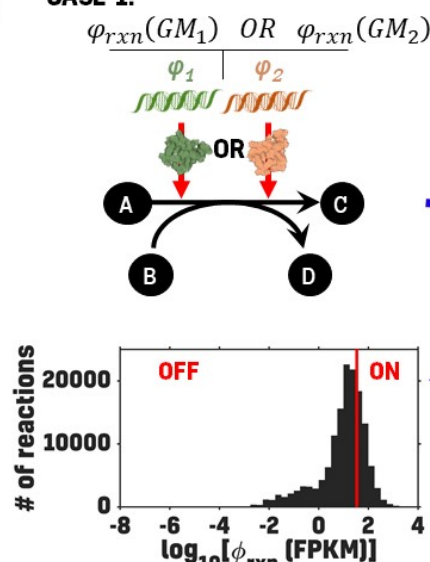 CASE 1:
φrxn(GM1) OR φrxn(GM2)
φ1 φ2
OR
A C
B D
# of reactions
20000
10000
0
OFF ON
-8 -6 -4 -2 0 2 4
log10[ϕrxn (FPKM)]